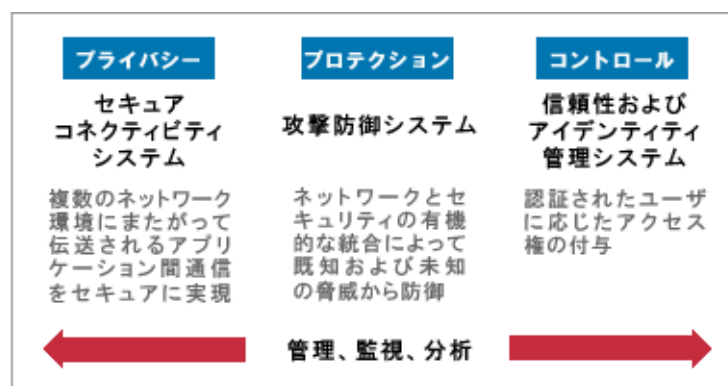 プライバシー
セキュア
コネクティビティ
システム
複数のネットワーク
環境にまたがって
伝送されるアプリ
ケーション間通信
をセキュアに実現
プロテクション
攻撃防御システム
ネットワークとセ
キュリティの有機
的な統合によって
既知および未知
の脅威から防御
コントロール
信頼性および
アイデンティティ
管理システム
認証されたユーザ
に応じたアクセス
権の付与
管理、監視、分析